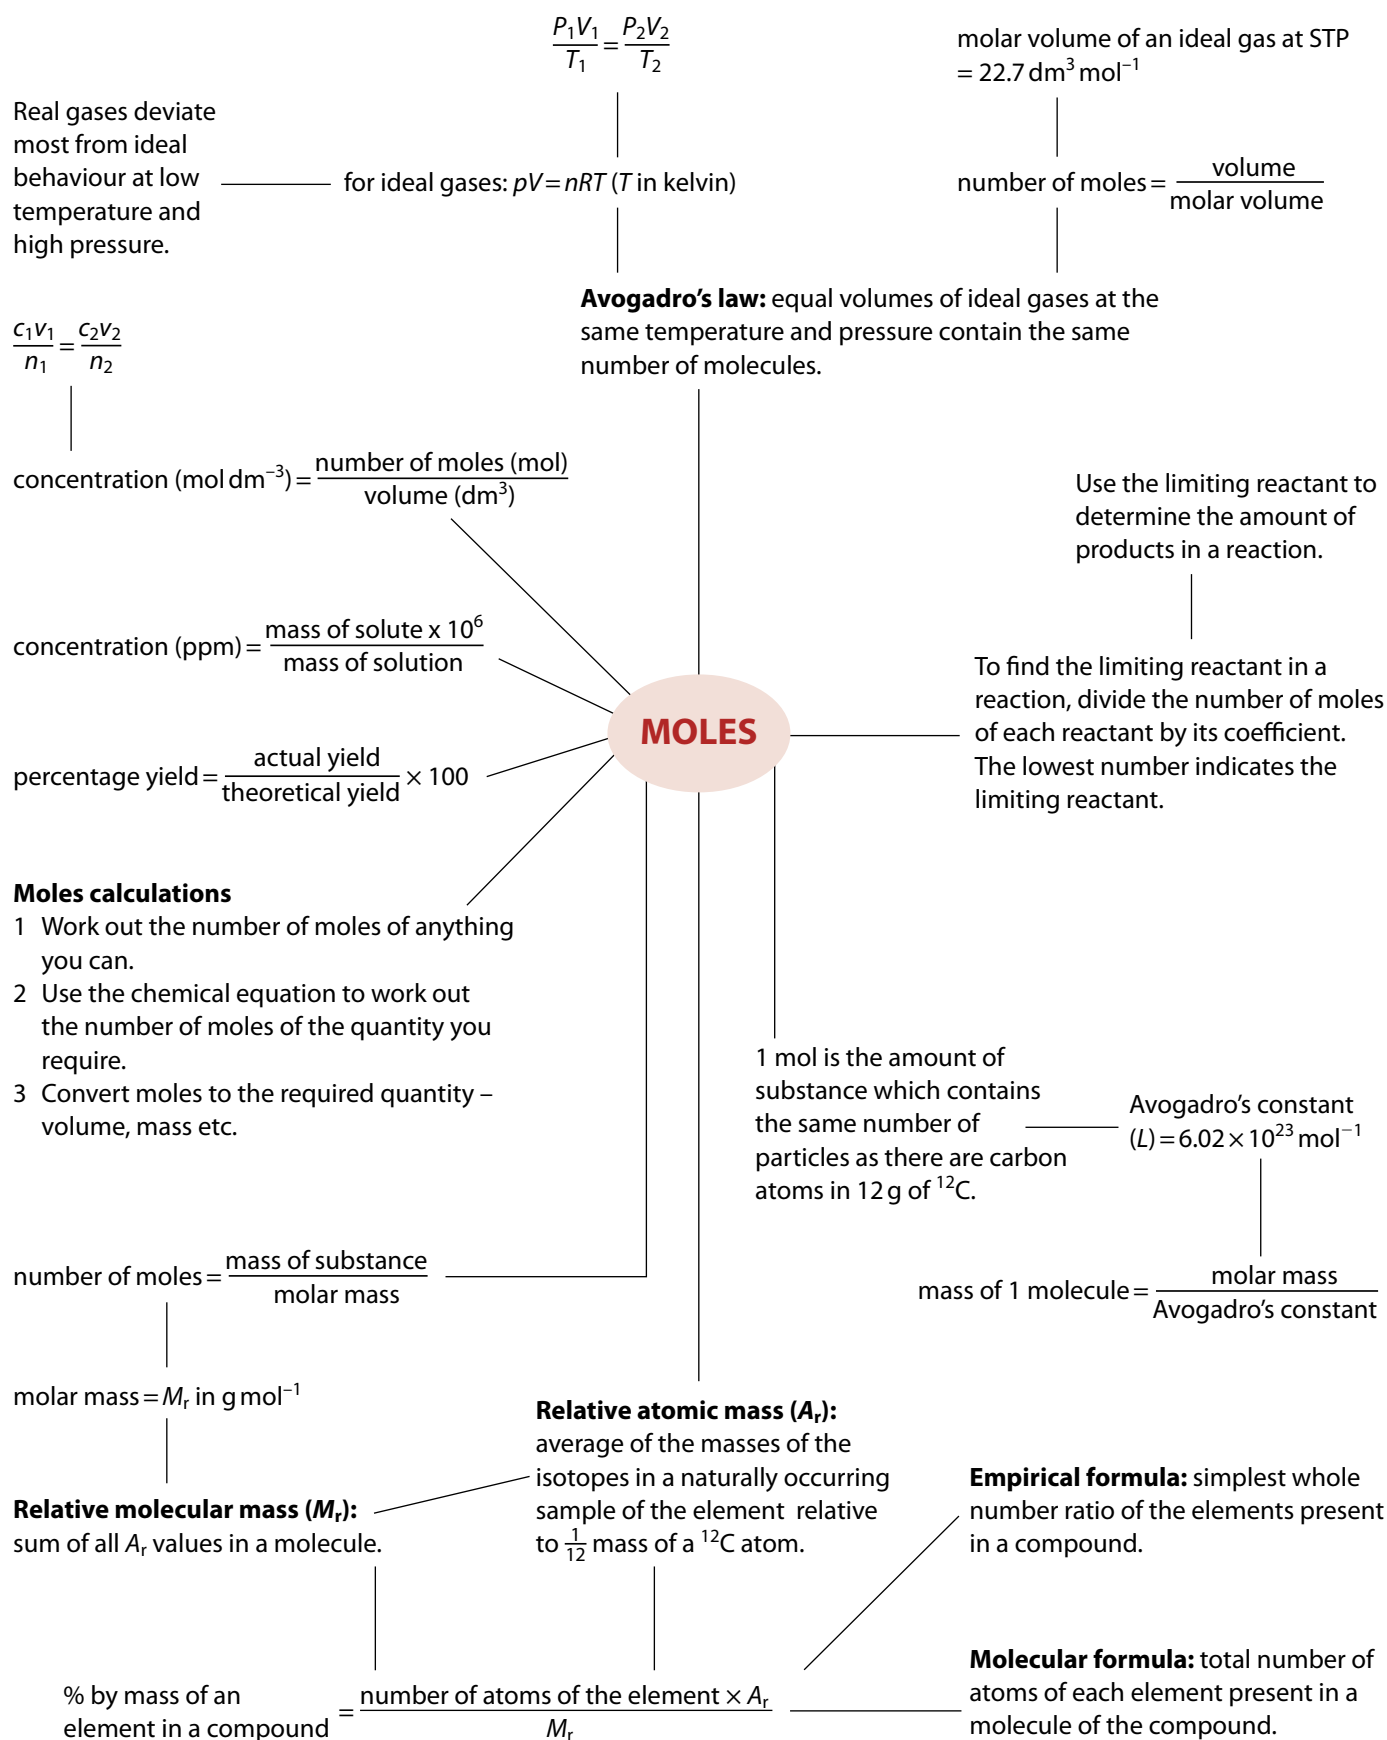 P₁V₁/T₁ = P₂V₂/T₂
molar volume of an ideal gas at STP
= 22.7 dm³ mol⁻¹
Real gases deviate
most from ideal
behaviour at low
temperature and
high pressure.
for ideal gases: pV = nRT (T in kelvin)
number of moles = volume/molar volume
Avogadro’s law: equal volumes of ideal gases at the
same temperature and pressure contain the same
number of molecules.
c₁v₁/n₁ = c₂v₂/n₂
concentration (mol dm⁻³) = number of moles (mol)/volume (dm³)
Use the limiting reactant to
determine the amount of
products in a reaction.
concentration (ppm) = mass of solute x 10⁶/mass of solution
To find the limiting reactant in a
reaction, divide the number of moles
of each reactant by its coefficient.
The lowest number indicates the
limiting reactant.
MOLES
percentage yield = actual yield/theoretical yield × 100
Moles calculations
1 Work out the number of moles of anything
you can.
2 Use the chemical equation to work out
the number of moles of the quantity you
require.
3 Convert moles to the required quantity –
volume, mass etc.
1 mol is the amount of
substance which contains
the same number of
particles as there are carbon
atoms in 12 g of ¹²C.
Avogadro’s constant
(L) = 6.02 × 10²³ mol⁻¹
number of moles = mass of substance/molar mass
mass of 1 molecule = molar mass/Avogadro’s constant
molar mass = Mᵣ in g mol⁻¹
Relative atomic mass (Aᵣ):
average of the masses of the
isotopes in a naturally occurring
sample of the element relative
to 1/12 mass of a ¹²C atom.
Relative molecular mass (Mᵣ):
sum of all Aᵣ values in a molecule.
Empirical formula: simplest whole
number ratio of the elements present
in a compound.
% by mass of an
element in a compound = number of atoms of the element × Aᵣ/Mᵣ
Molecular formula: total number of
atoms of each element present in a
molecule of the compound.